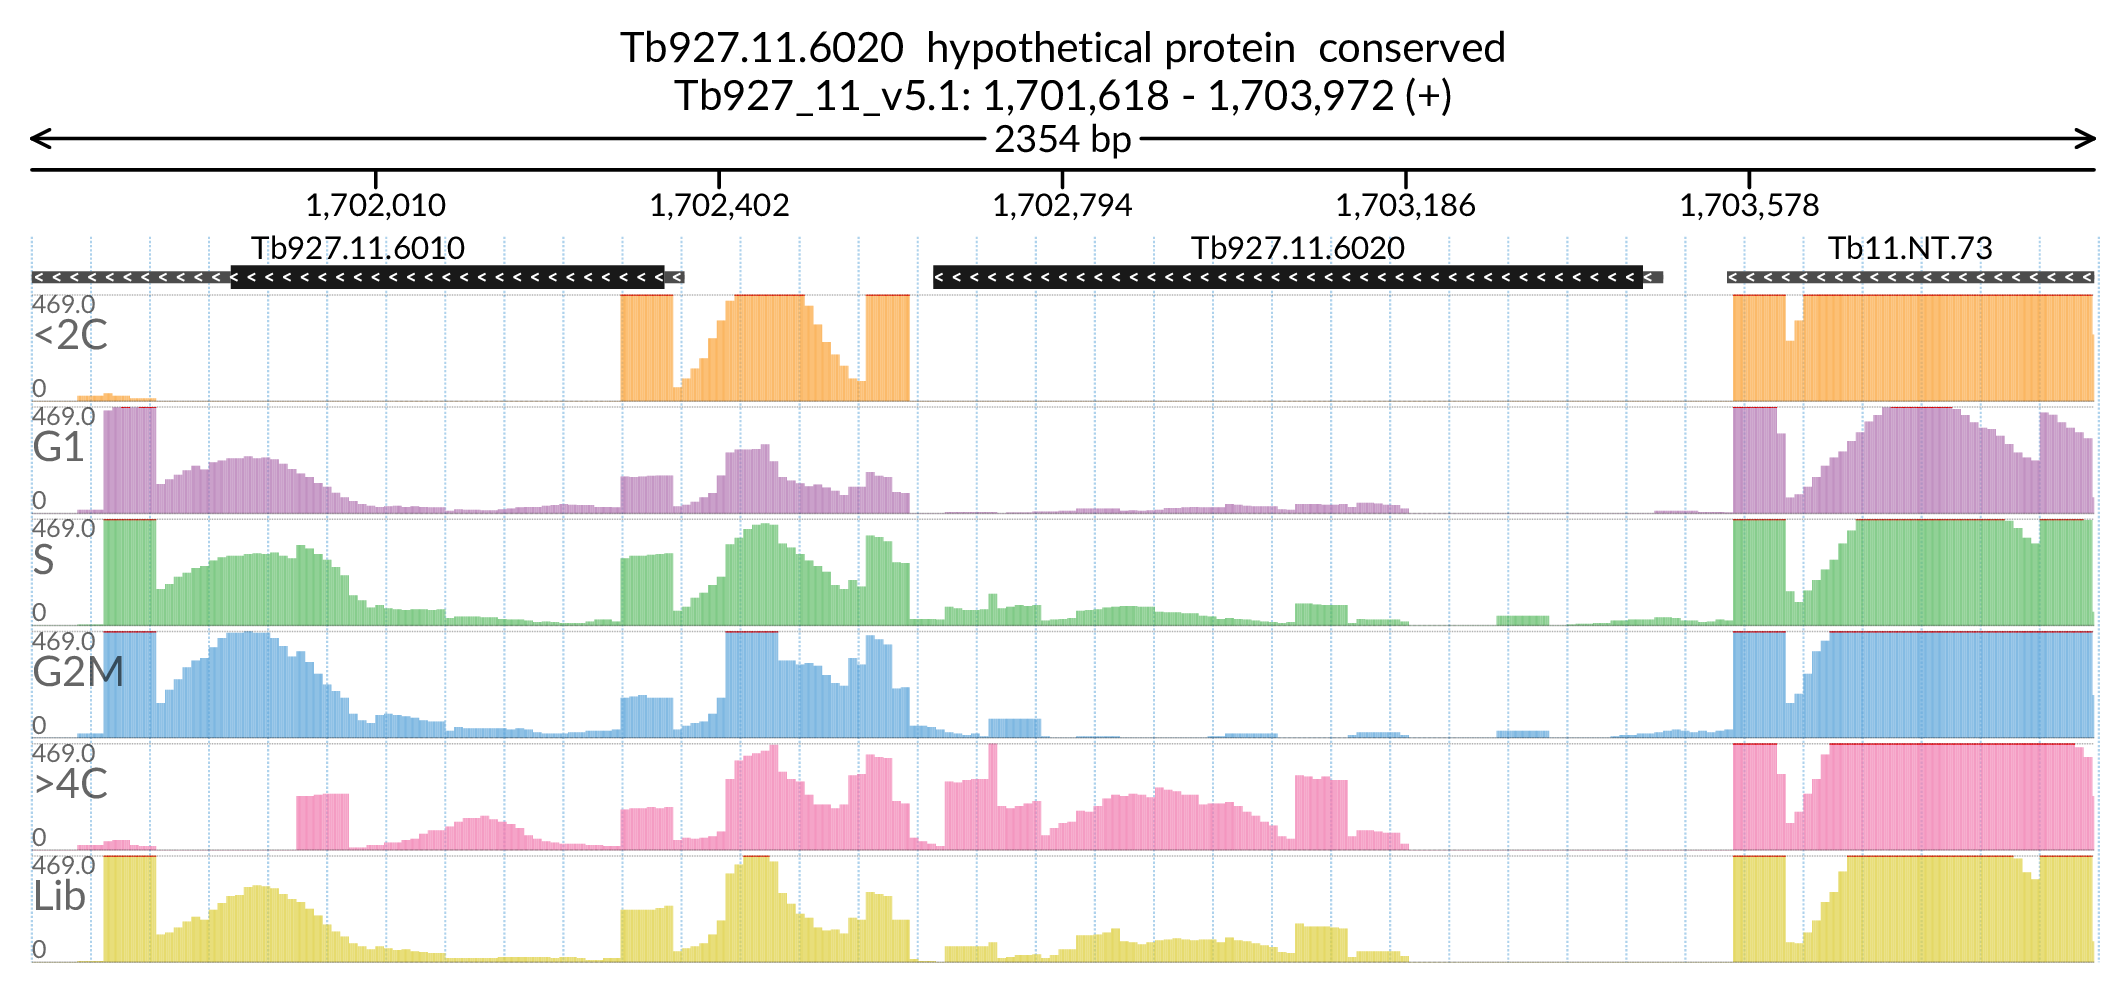 Tb927.11.6020 hypothetical protein conserved
Tb927_11_v5.1: 1,701,618 - 1,703,972 (+)
2354 bp
1,702,010 1,702,402 1,702,794 1,703,186 1,703,578
Tb927.11.6010 Tb927.11.6020 Tb11.NT.73
469.0
<2C
0
469.0
G1
0
469.0
S
0
469.0
G2M
0
469.0
>4C
0
469.0
Lib
0